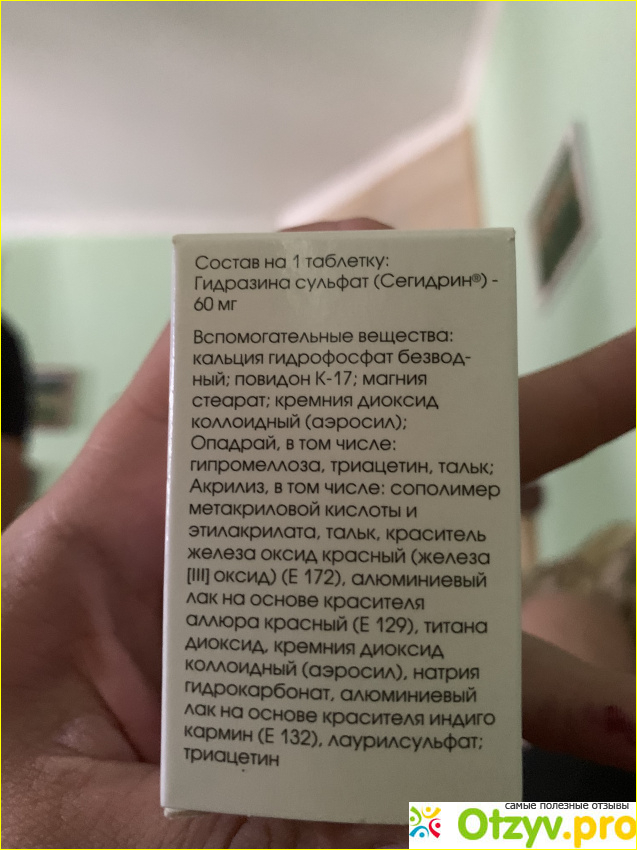 Состав на 1 таблетку:
Гидразина сульфат (Сегидрин®) -
60 мг
Вспомогательные вещества:
кальция гидрофосфат безвод-
ный; повидон К-17; магния
стеарат; кремния диоксид
коллоидный (аэросил);
Опадрай, в том числе:
гипромеллоза, триацетин, тальк;
Акрилиз, в том числе: сополимер
метакриловой кислоты и
этилакрилата, тальк, краситель
железа оксид красный (железа
[III] оксид) (Е 172), алюминиевый
лак на основе красителя
аллюра красный (Е 129), титана
диоксид, кремния диоксид
коллоидный (аэросил), натрия
гидрокарбонат, алюминиевый
лак на основе красителя индиго
кармин (Е 132), лаурилсульфат;
триацетин
самые полезные отзывы
Otzyv.pro